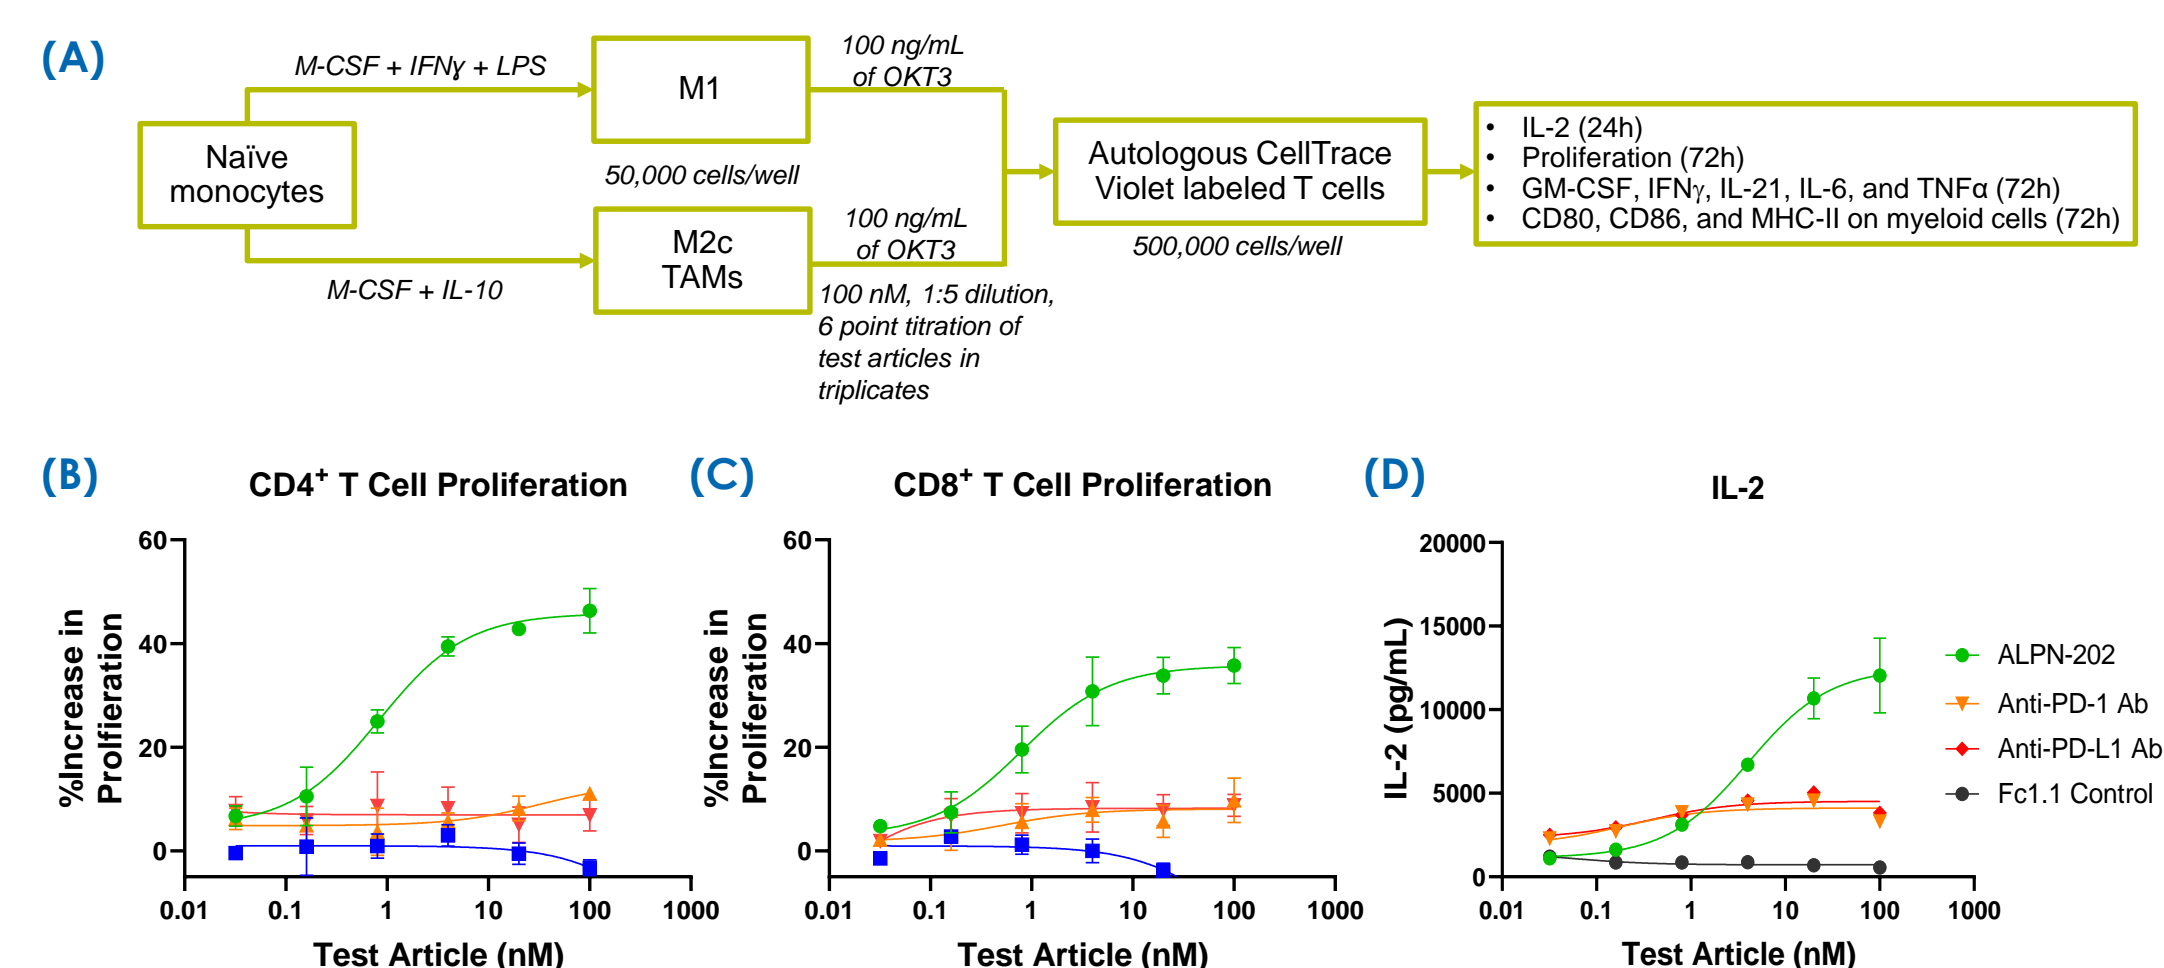 (A)
M-CSF + IFNγ + LPS
M1
100 ng/mL
of OKT3
Naïve
monocytes
50,000 cells/well
M-CSF + IL-10
M2c
TAMs
100 ng/mL
of OKT3
100 nM, 1:5 dilution,
6 point titration of
test articles in
triplicates
Autologous CellTrace
Violet labeled T cells
500,000 cells/well
• IL-2 (24h)
• Proliferation (72h)
• GM-CSF, IFNγ, IL-21, IL-6, and TNFα (72h)
• CD80, CD86, and MHC-II on myeloid cells (72h)
(B)
CD4+ T Cell Proliferation
%Increase in
Prolfieration
60
40
20
0
0.01 0.1 1 10 100 1000
Test Article (nM)
(C)
CD8+ T Cell Proliferation
%Increase in
Proliferation
60
40
20
0
0.01 0.1 1 10 100 1000
Test Article (nM)
(D)
IL-2
IL-2 (pg/mL)
20000
15000
10000
5000
0
0.01 0.1 1 10 100 1000
Test Article (nM)
ALPN-202
Anti-PD-1 Ab
Anti-PD-L1 Ab
Fc1.1 Control